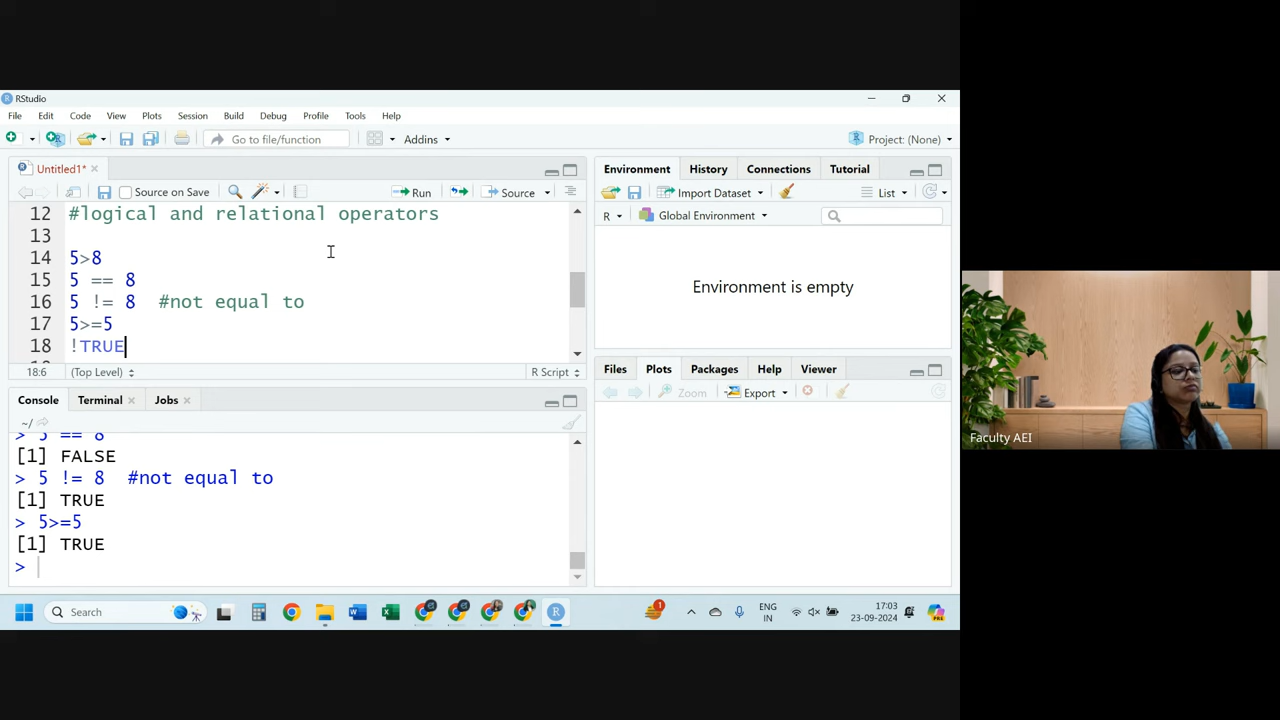 RStudio
File Edit Code View Plots Session Build Debug Profile Tools Help
Go to file/function Addins Project: (None)
Untitled1*
Source on Save Run Source
12 #logical and relational operators
13
14 5>8
15 5 == 8
16 5 != 8 #not equal to
17 5>=5
18 !TRUE
18:6 (Top Level) R Script
Console Terminal Jobs
~/
> 5 == 8
[1] FALSE
> 5 != 8 #not equal to
[1] TRUE
> 5>=5
[1] TRUE
>
Environment History Connections Tutorial
Import Dataset List
R Global Environment
Environment is empty
Files Plots Packages Help Viewer
Zoom Export
Faculty AEI
Search
1
ENG
IN
17:03
23-09-2024